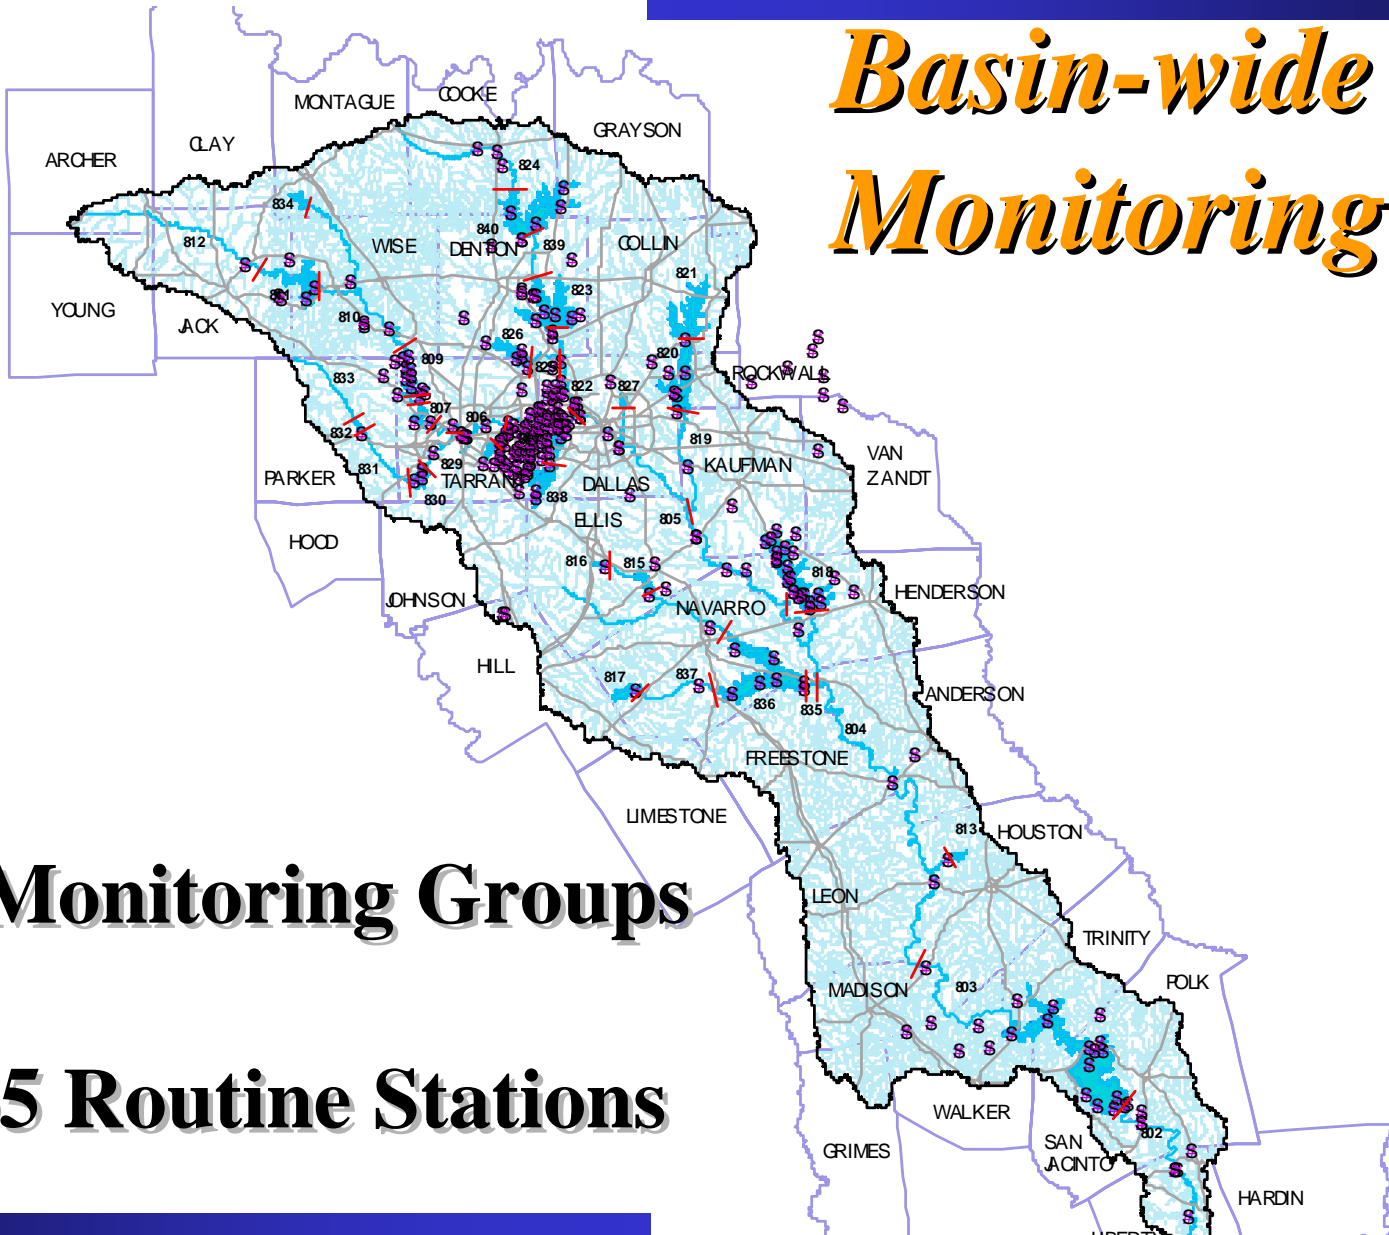 Basin-wide
Monitoring
MONTAGUE
COOKE
GRAYSON
CLAY
ARCHER
824
834
840
812
WISE
DENTON
839
COLLIN
821
YOUNG
JACK
810
823
826
820
809
833
ROCKWALL
822
827
807
806
832
819
VAN
ZANDT
KAUFMAN
831
829
PARKER
TARRANT
830
838
DALLAS
ELLIS
805
HOOD
816
815
818
JOHNSON
NAVARRO
HENDERSON
HILL
817
837
836
835
ANDERSON
804
FREESTONE
LIMESTONE
813
HOUSTON
Monitoring Groups
LEON
TRINITY
MADISON
803
POLK
5 Routine Stations
WALKER
802
SAN
JACINTO
GRIMES
HARDIN